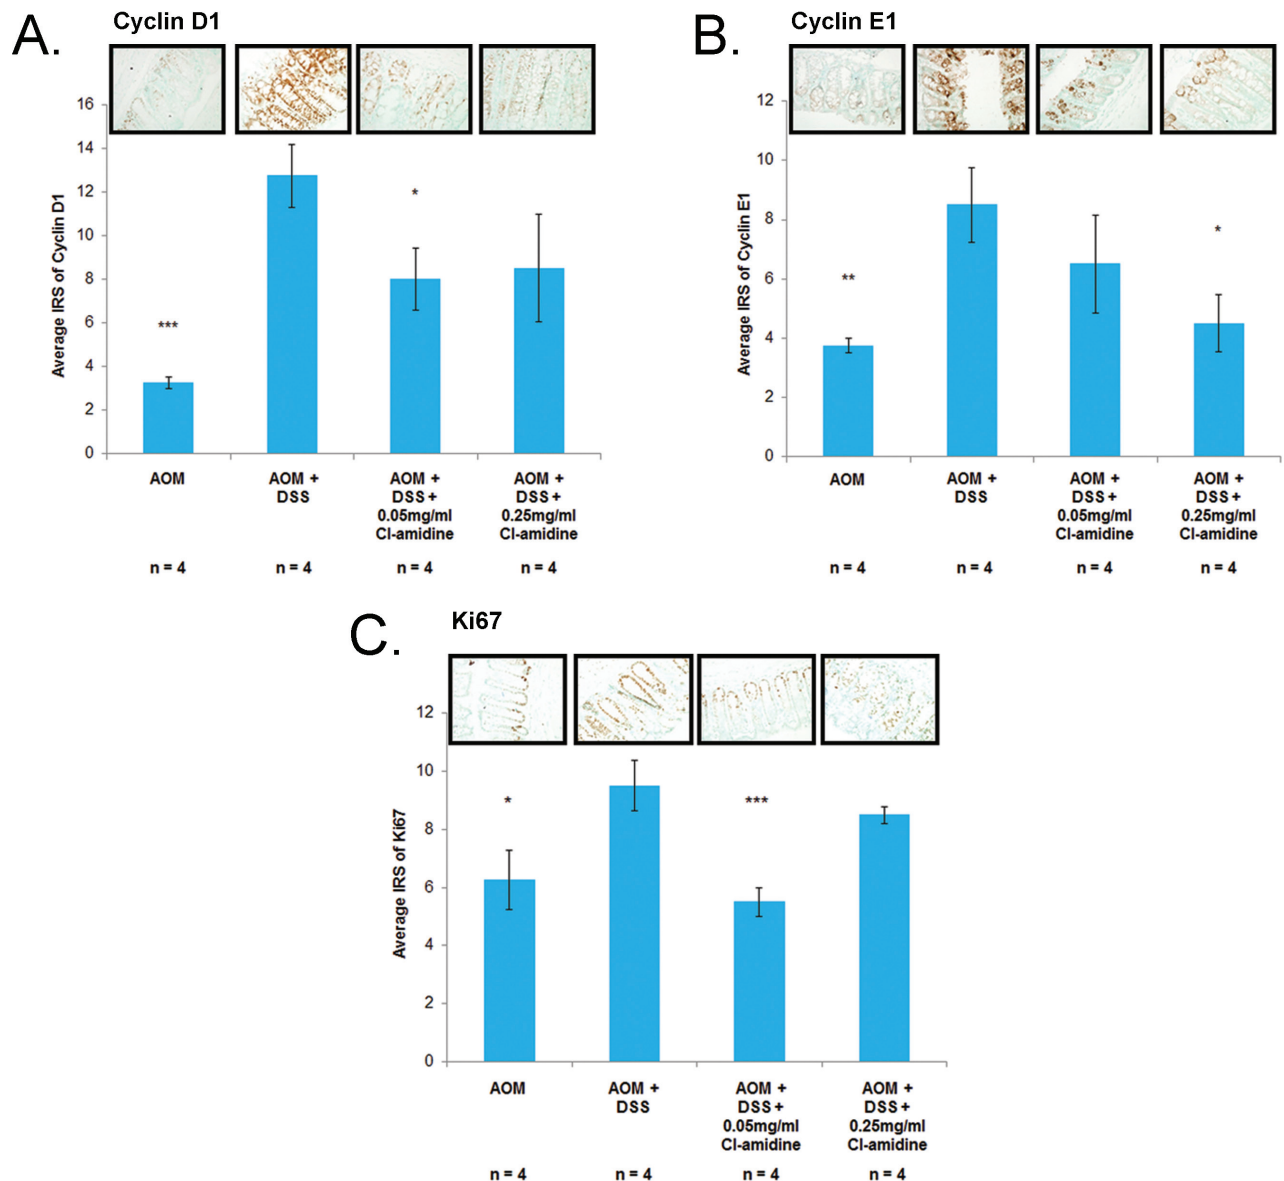 A.
Cyclin D1
Average IRS of Cyclin D1
16
14
12
10
8
6
4
2
0
***
*
AOM
AOM +
DSS
AOM +
DSS +
0.05mg/ml
Cl-amidine
AOM +
DSS +
0.25mg/ml
Cl-amidine
n = 4
n = 4
n = 4
n = 4
B.
Cyclin E1
Average IRS of Cyclin E1
12
10
8
6
4
2
0
**
*
AOM
AOM +
DSS
AOM +
DSS +
0.05mg/ml
Cl-amidine
AOM +
DSS +
0.25mg/ml
Cl-amidine
n = 4
n = 4
n = 4
n = 4
C.
Ki67
Average IRS of Ki67
12
10
8
6
4
2
0
*
***
AOM
AOM +
DSS
AOM +
DSS +
0.05mg/ml
Cl-amidine
AOM +
DSS +
0.25mg/ml
Cl-amidine
n = 4
n = 4
n = 4
n = 4